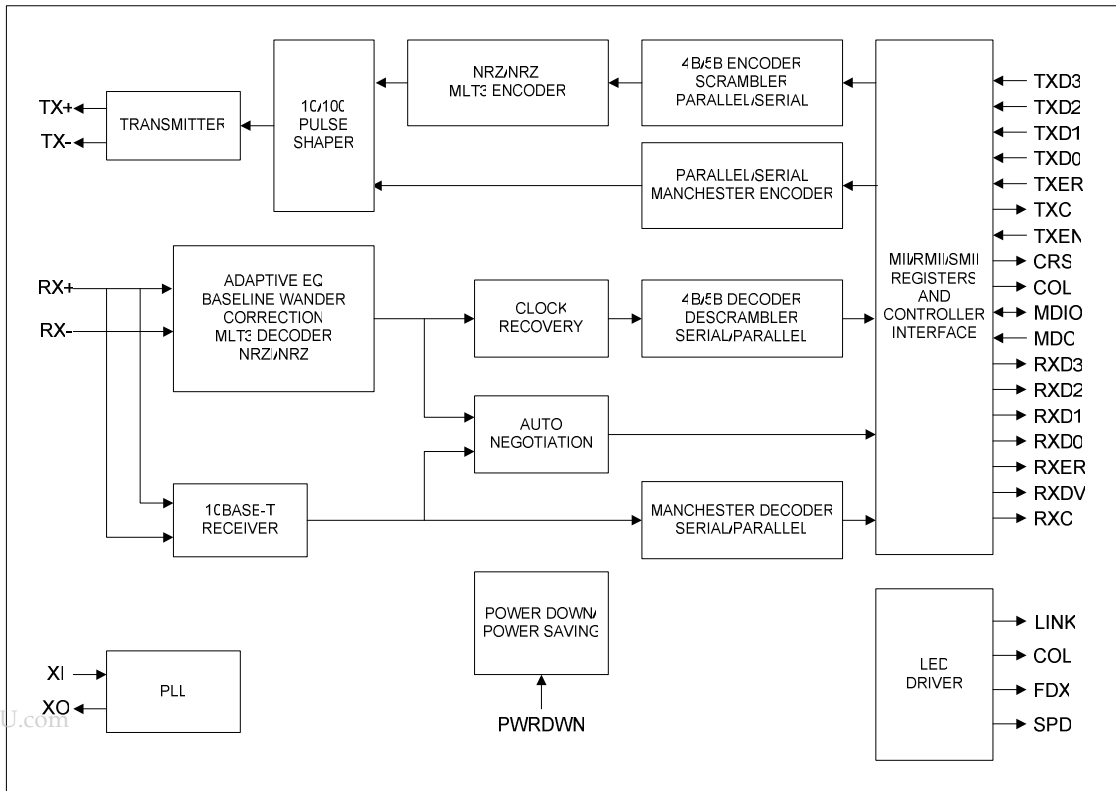 NRZ/NRZ
MLT3 ENCODER
4B/5B ENCODER
SCRAMBLER
PARALLEL/SERIAL
10/100
PULSE
SHAPER
TX+
TX-
TRANSMITTER
PARALLEL/SERIAL
MANCHESTER ENCODER
TXD3
TXD2
TXD1
TXD0
TXER
TXC
TXEN
CRS
COL
MDIO
MDC
RXD3
RXD2
RXD1
RXD0
RXER
RXDV
RXC
MII/RMII/SMII
REGISTERS
AND
CONTROLLER
INTERFACE
RX+
RX-
ADAPTIVE EQ
BASELINE WANDER
CORRECTION
MLT3 DECODER
NRZ/NRZ
CLOCK
RECOVERY
4B/5B DECODER
DESCRAMBLER
SERIAL/PARALLEL
AUTO
NEGOTIATION
10BASE-T
RECEIVER
MANCHESTER DECODER
SERIAL/PARALLEL
POWER DOWN/
POWER SAVING
PWRDWN
XI
XO
PLL
LED
DRIVER
LINK
COL
FDX
SPD
U.com